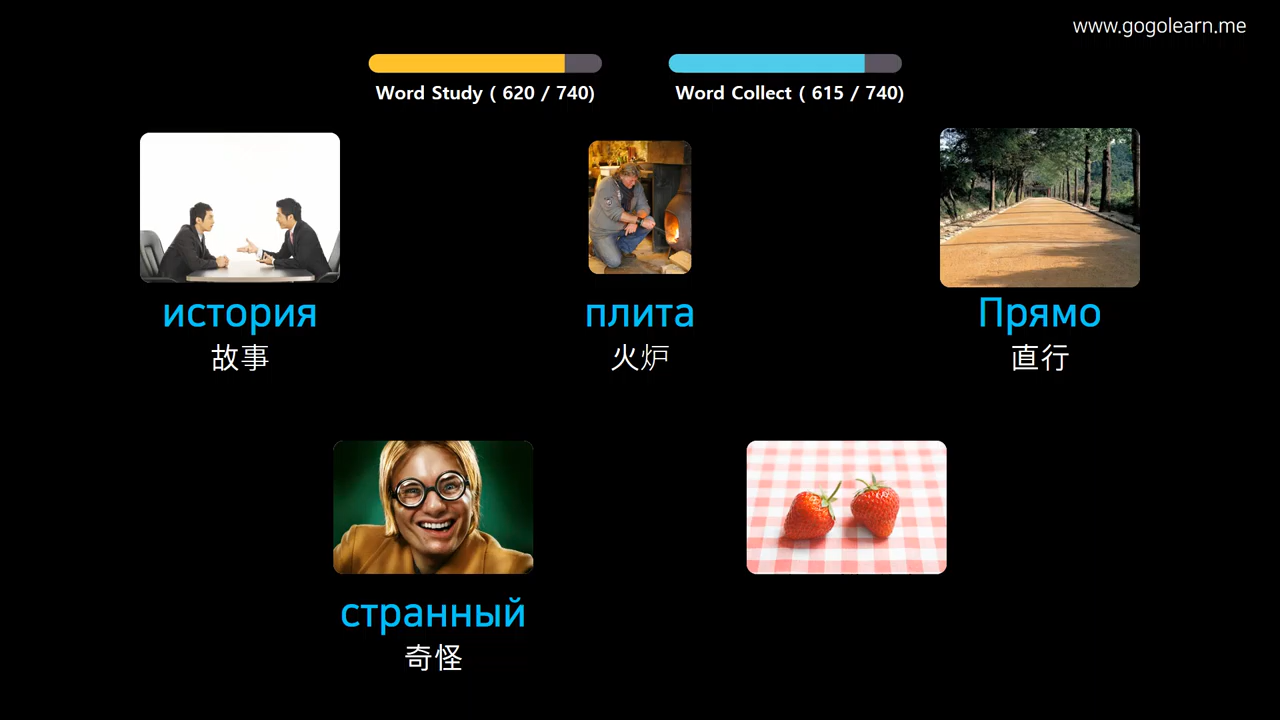 www.gogolearn.me
Word Study ( 620 / 740)
Word Collect ( 615 / 740)
история
故事
плита
火炉
Прямо
直行
странный
奇怪